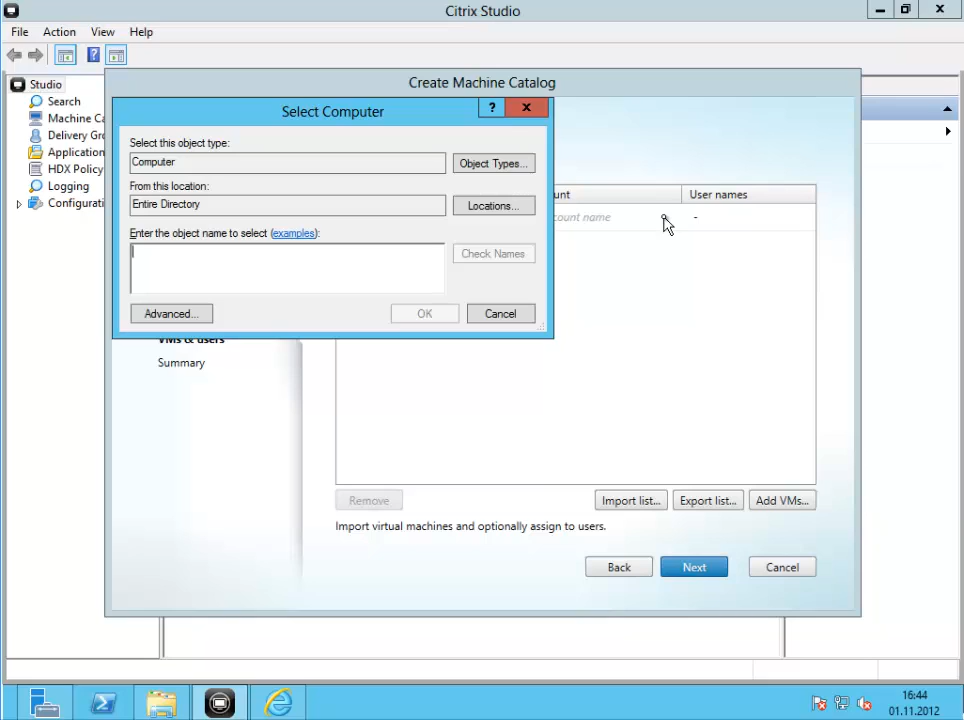 Citrix Studio
File Action View Help
Studio
Search
Machine Ca
Delivery Gro
Application
HDX Policy
Logging
Configurati
Create Machine Catalog
Select Computer
?
Select this object type:
Computer
Object Types...
From this location:
Entire Directory
Locations...
Enter the object name to select (examples):
Check Names
Advanced...
OK
Cancel
unt
User names
count name
-
VMs & users
Summary
Remove
Import list...
Export list...
Add VMs...
Import virtual machines and optionally assign to users.
Back
Next
Cancel
16:44
01.11.2012